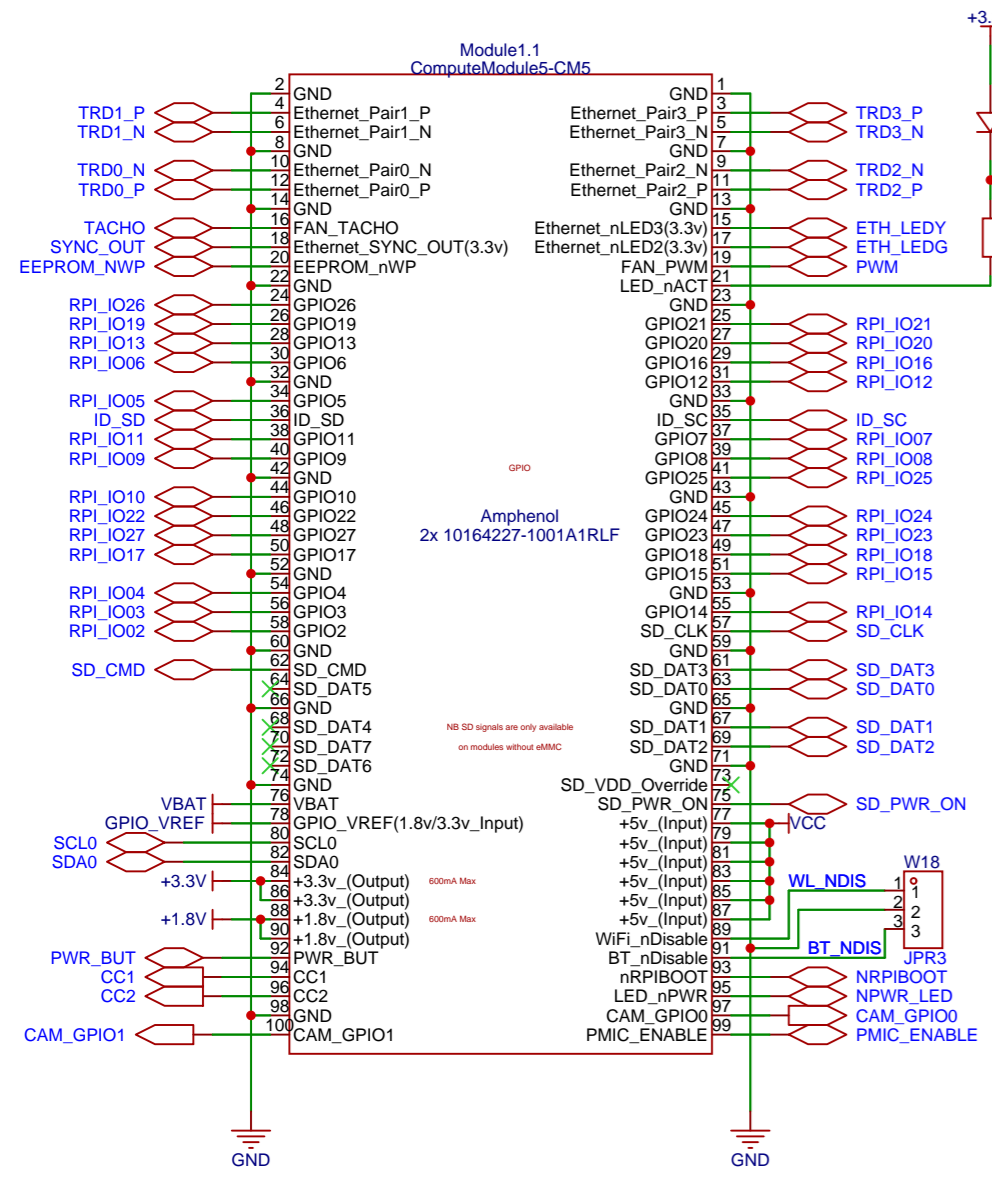 +3.
Module1.1
ComputeModule5-CM5
2 GND GND 1
TRD1_P 4 Ethernet_Pair1_P Ethernet_Pair3_P 3 TRD3_P
TRD1_N 6 Ethernet_Pair1_N Ethernet_Pair3_N 5 TRD3_N
8 GND GND 7
TRD0_N 10 Ethernet_Pair0_N Ethernet_Pair2_N 9 TRD2_N
TRD0_P 12 Ethernet_Pair0_P Ethernet_Pair2_P 11 TRD2_P
14 GND GND 13
TACHO 16 FAN_TACHO Ethernet_nLED3(3.3v) 15 ETH_LEDY
SYNC_OUT 18 Ethernet_SYNC_OUT(3.3v) Ethernet_nLED2(3.3v) 17 ETH_LEDG
EEPROM_NWP 20 EEPROM_nWP FAN_PWM 19 PWM
22 GND LED_nACT 21
RPI_IO26 24 GPIO26 GND 23
RPI_IO19 26 GPIO19 GPIO21 25 RPI_IO21
RPI_IO13 28 GPIO13 GPIO20 27 RPI_IO20
RPI_IO06 30 GPIO6 GPIO16 29 RPI_IO16
32 GND GPIO12 31 RPI_IO12
RPI_IO05 34 GPIO5 GND 33
ID_SD 36 ID_SD ID_SC 35 ID_SC
RPI_IO11 38 GPIO11 GPIO7 37 RPI_IO07
RPI_IO09 40 GPIO9 GPIO8 39 RPI_IO08
GPIO
42 GND GPIO25 41 RPI_IO25
RPI_IO10 44 GPIO10 GND 43
RPI_IO22 46 GPIO22 Amphenol GPIO24 45 RPI_IO24
RPI_IO27 48 GPIO27 2x 10164227-1001A1RLF GPIO23 47 RPI_IO23
RPI_IO17 50 GPIO17 GPIO18 49 RPI_IO18
52 GND GPIO15 51 RPI_IO15
RPI_IO04 54 GPIO4 GND 53
RPI_IO03 56 GPIO3 GPIO14 55 RPI_IO14
RPI_IO02 58 GPIO2 SD_CLK 57 SD_CLK
60 GND GND 59
SD_CMD 62 SD_CMD SD_DAT3 61 SD_DAT3
64 SD_DAT5 SD_DAT0 63 SD_DAT0
66 GND GND 65
68 SD_DAT4 NB SD signals are only available SD_DAT1 67 SD_DAT1
70 SD_DAT7 on modules without eMMC SD_DAT2 69 SD_DAT2
72 SD_DAT6 GND 71
74 GND SD_VDD_Override 73
VBAT 76 VBAT SD_PWR_ON 75 SD_PWR_ON
GPIO_VREF 78 GPIO_VREF(1.8v/3.3v_Input) +5v_(Input) 77 VCC
SCL0 80 SCL0 +5v_(Input) 79
SDA0 82 SDA0 +5v_(Input) 81
W18
+3.3V 84 +3.3v_(Output) 600mA Max +5v_(Input) 83 WL_NDIS 1 1
86 +3.3v_(Output) +5v_(Input) 85 2 2
+1.8V 88 +1.8v_(Output) 600mA Max +5v_(Input) 87 3 3
90 +1.8v_(Output) WiFi_nDisable 89 BT_NDIS
PWR_BUT 92 PWR_BUT BT_nDisable 91 JPR3
CC1 94 CC1 nRPIBOOT 93 NRPIBOOT
CC2 96 CC2 LED_nPWR 95 NPWR_LED
98 GND CAM_GPIO0 97 CAM_GPIO0
CAM_GPIO1 100 CAM_GPIO1 PMIC_ENABLE 99 PMIC_ENABLE
GND GND